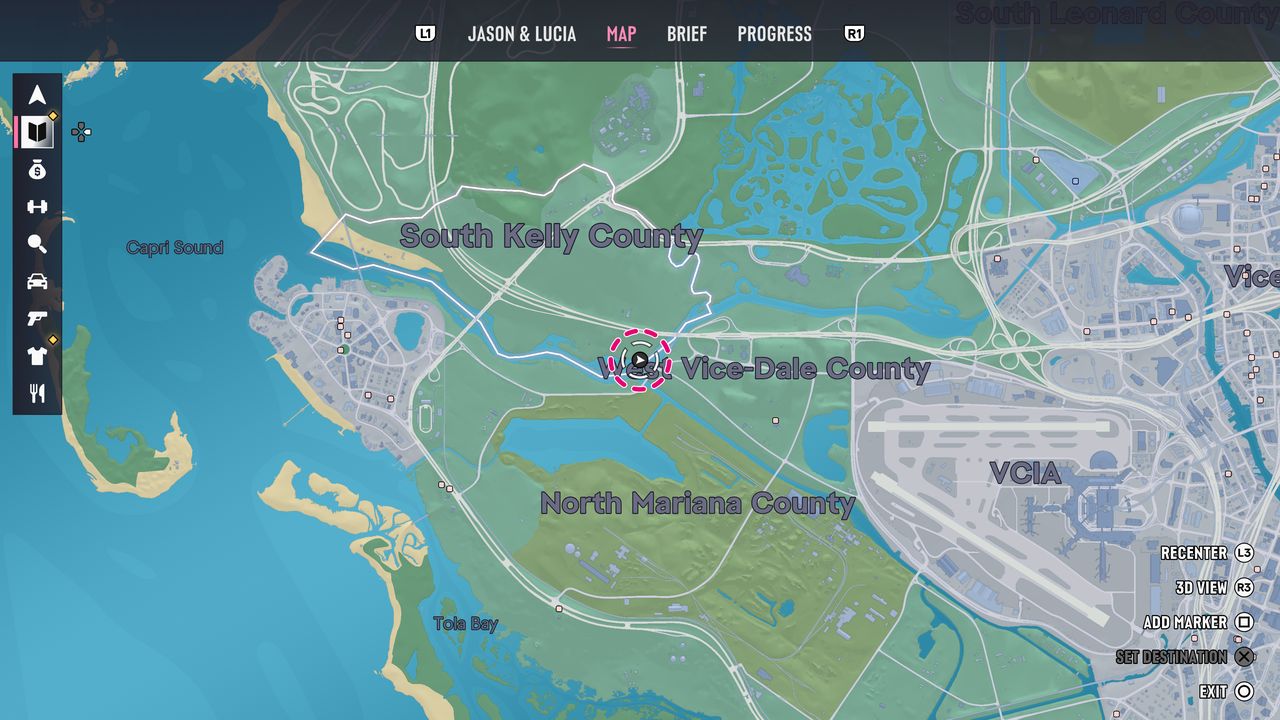 South Leonard County
L1 JASON & LUCIA MAP BRIEF PROGRESS R1
South Kelly County
Capri Sound
Vice
West Vice-Dale County
VCIA
North Mariana County
Tola Bay
RECENTER L3
3D VIEW R3
ADD MARKER
SET DESTINATION
EXIT